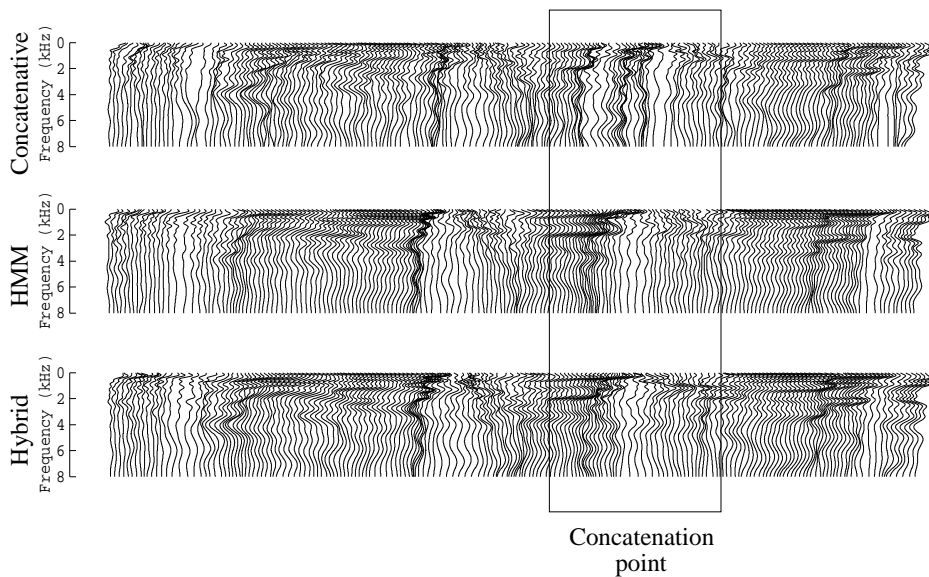 Concatenative
Frequency (kHz)
0
2
4
6
8
HMM
Frequency (kHz)
0
2
4
6
8
Hybrid
Frequency (kHz)
0
2
4
6
8
Concatenation
point